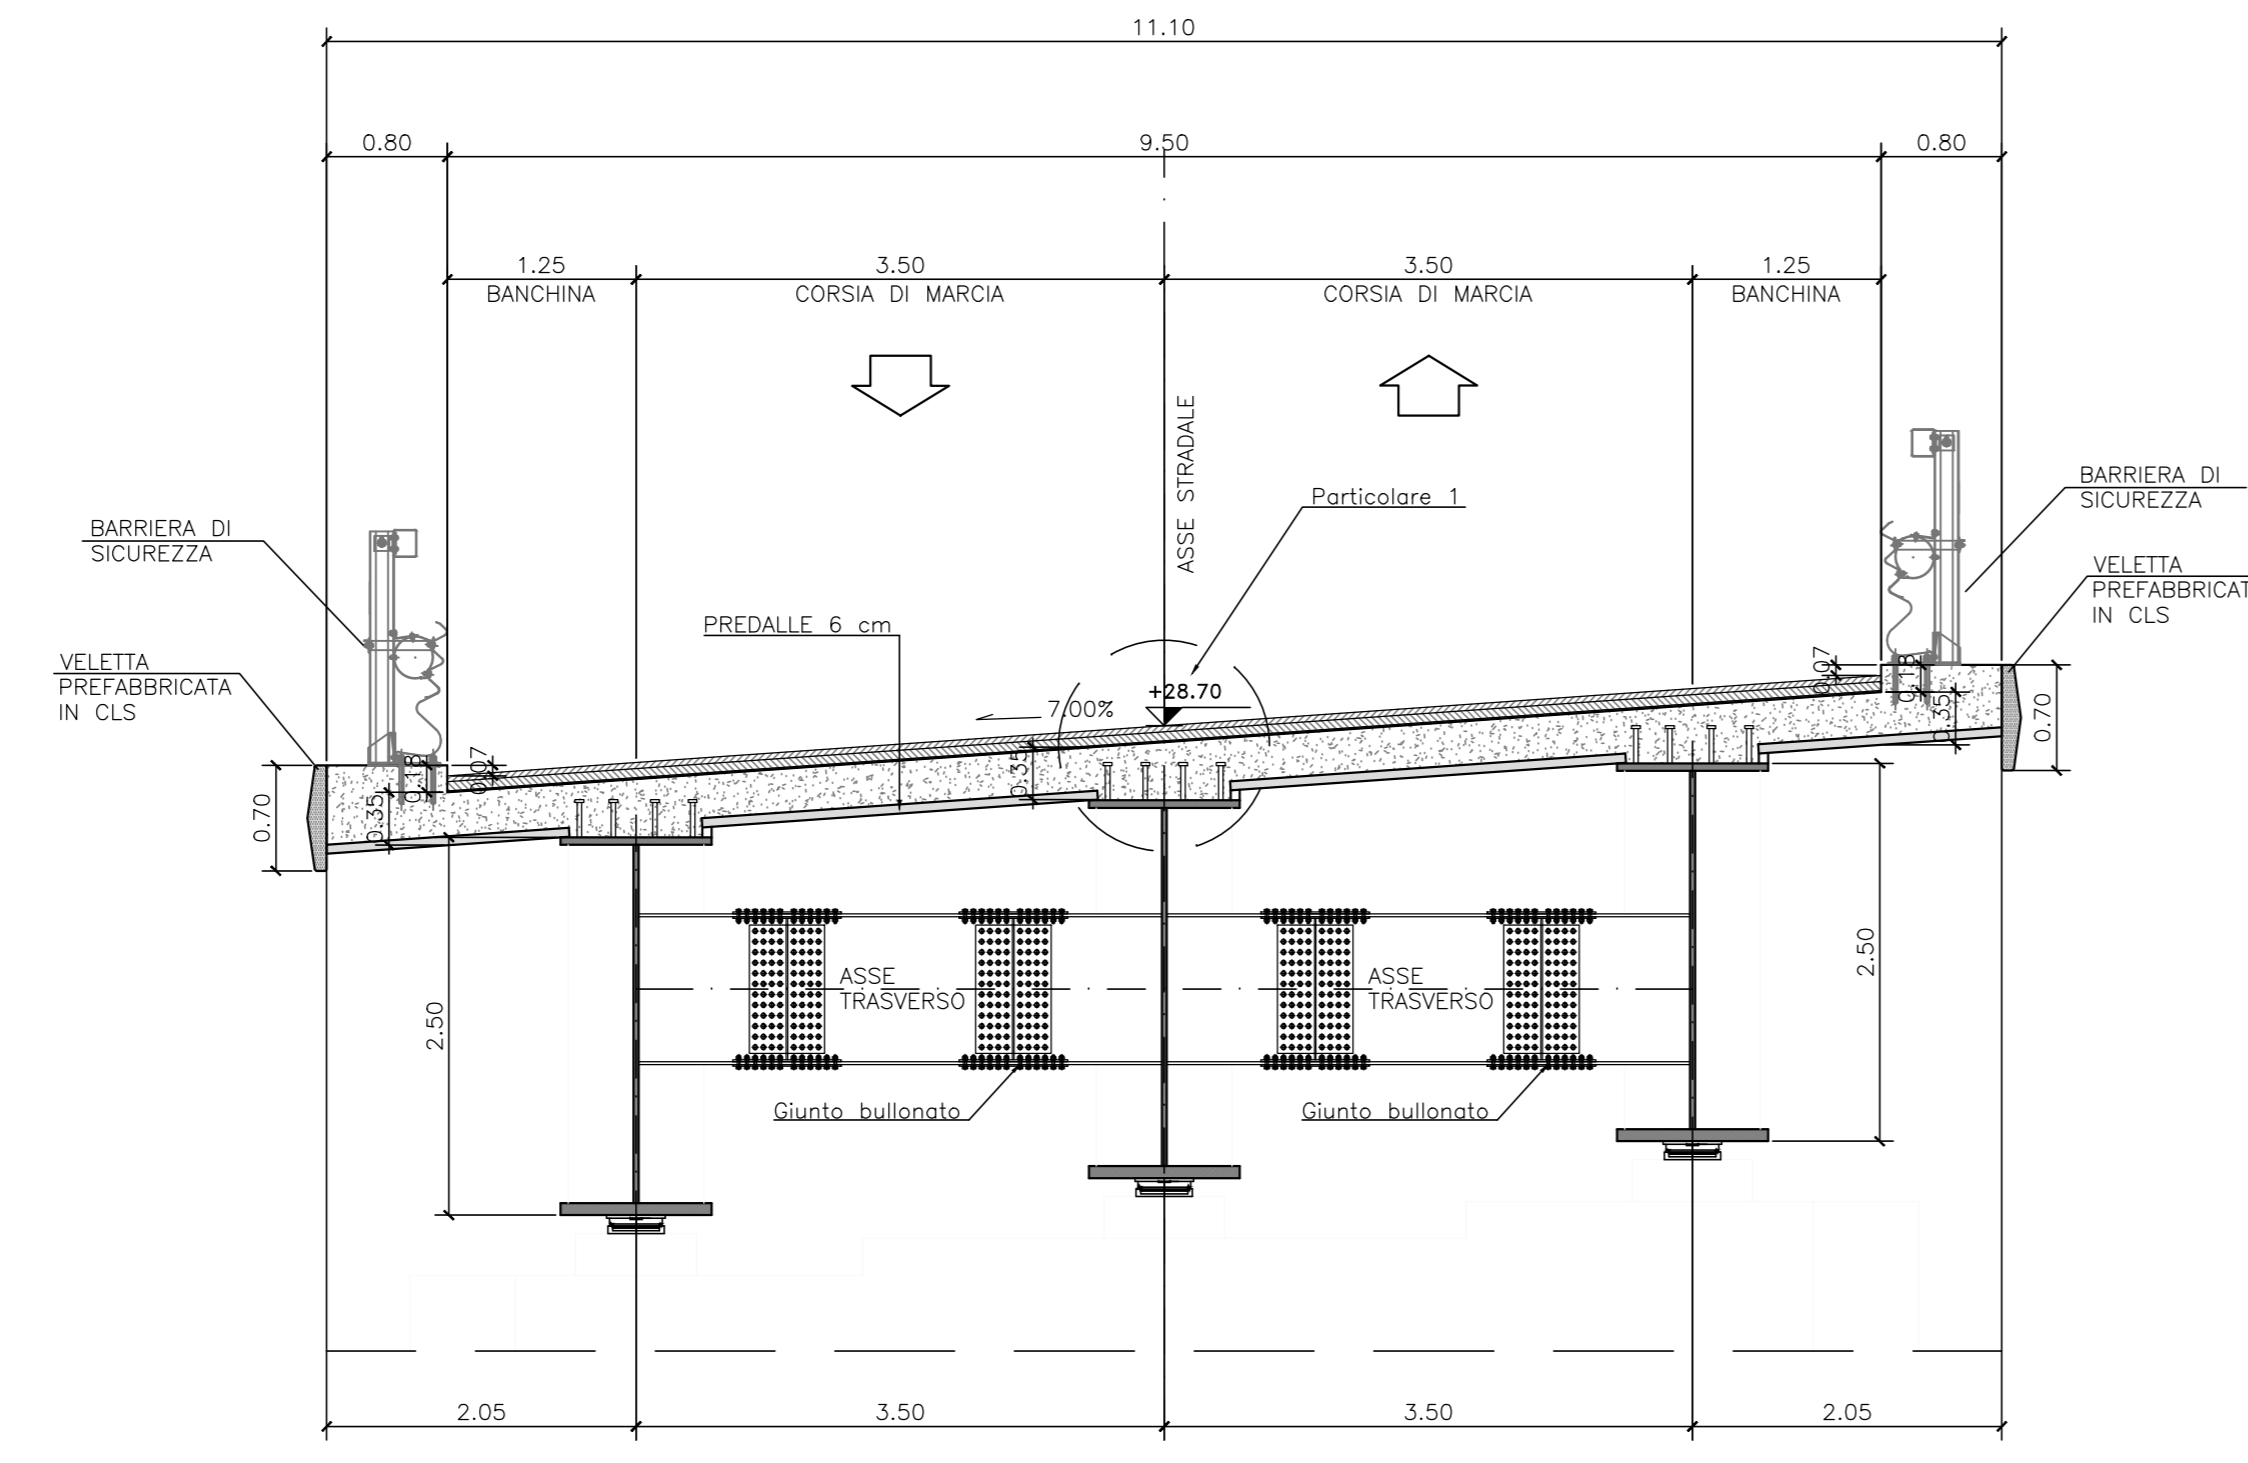 11.10
0.80
9.50
0.80
1.25
3.50
3.50
1.25
BANCHINA
CORSIA DI MARCIA
CORSIA DI MARCIA
BANCHINA
ASSE STRADALE
Particolare 1
BARRIERA DI
SICUREZZA
BARRIERA DI
SICUREZZA
VELETTA
PREFABBRICAT
IN CLS
PREDALLE 6 cm
VELETTA
PREFABBRICATA
IN CLS
+28.70
7.00%
0.07
0.18
0.35
0.70
0.07
0.18
0.35
0.70
0.35
ASSE
TRASVERSO
ASSE
TRASVERSO
2.50
2.50
Giunto bullonato
Giunto bullonato
2.05
3.50
3.50
2.05